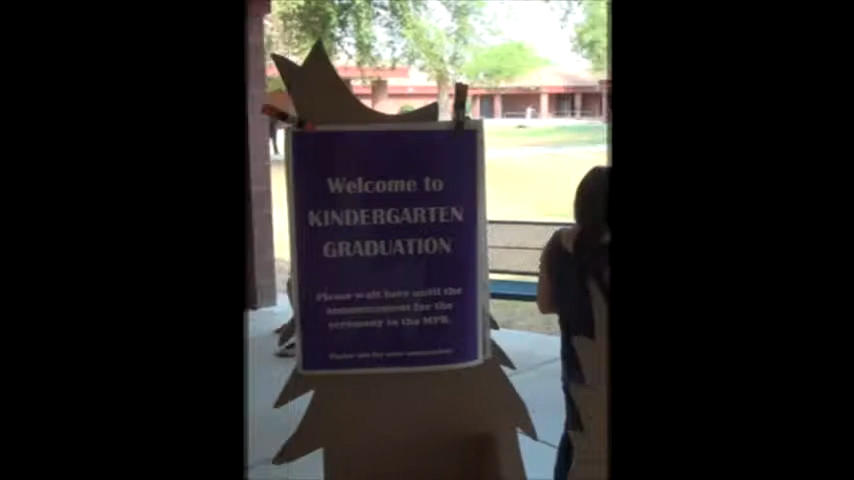 Welcome to
KINDERGARTEN
GRADUATION
Please wait here until the
announcement for the
ceremony in the MPR.